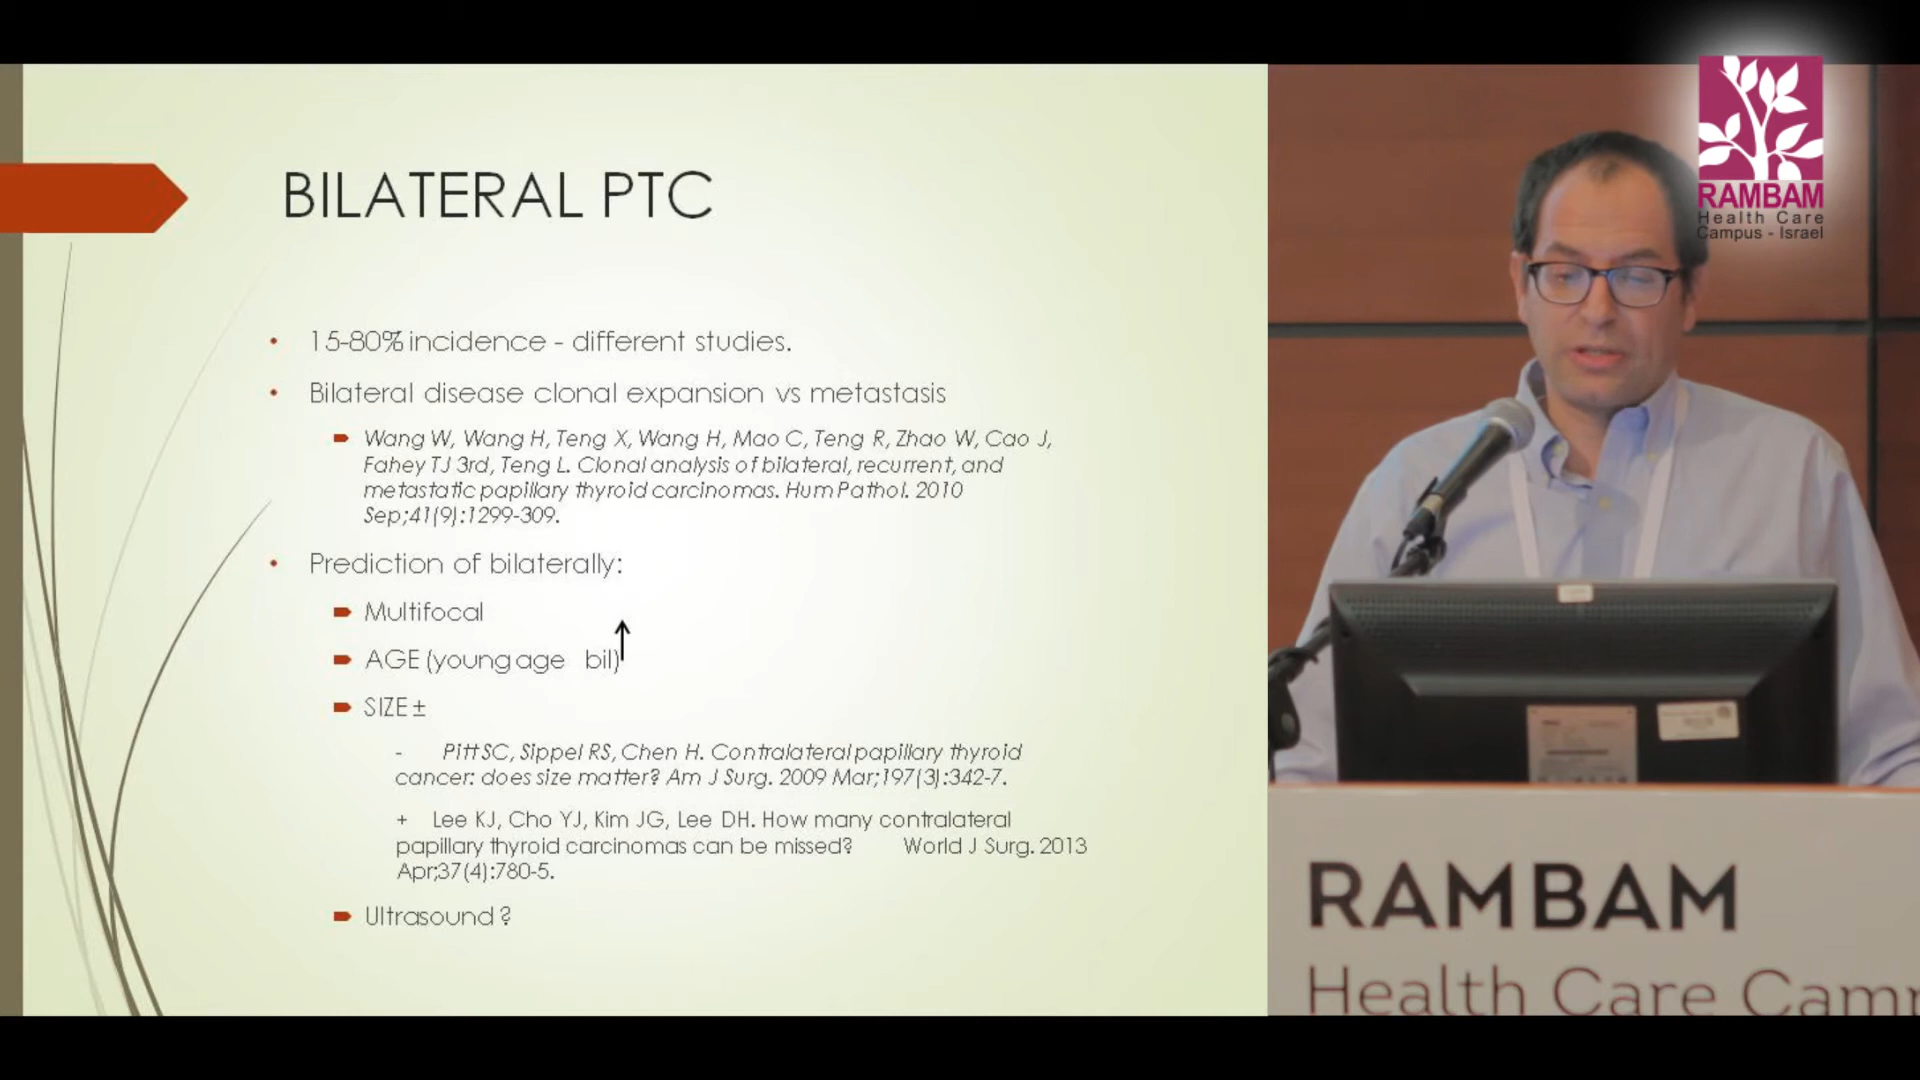 BILATERAL PTC
• 15-80% incidence - different studies.
• Bilateral disease clonal expansion vs metastasis
Wang W, Wang H, Teng X, Wang H, Mao C, Teng R, Zhao W, Cao J,
Fahey TJ 3rd, Teng L. Clonal analysis of bilateral, recurrent, and
metastatic papillary thyroid carcinomas. Hum Pathol. 2010
Sep;41(9):1299-309.
• Prediction of bilaterally:
Multifocal
AGE (young age bil)↑
SIZE ±
- Pitt SC, Sippel RS, Chen H. Contralateral papillary thyroid
cancer: does size matter? Am J Surg. 2009 Mar;197(3):342-7.
+ Lee KJ, Cho YJ, Kim JG, Lee DH. How many contralateral
papillary thyroid carcinomas can be missed? World J Surg. 2013
Apr;37(4):780-5.
Ultrasound ?
RAMBAM
Health Care
Campus - Israel
RAMBAM
Health Care Cam